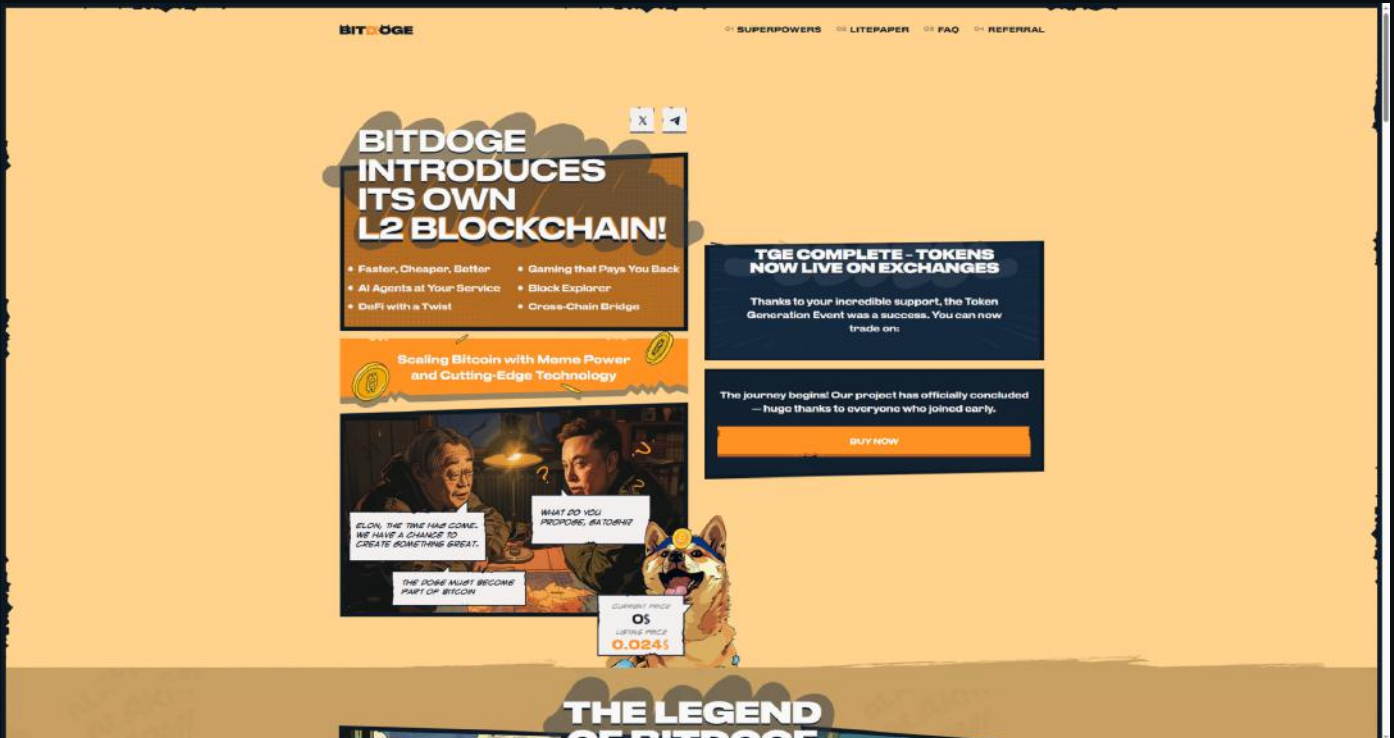 BITDOGE
01 SUPERPOWERS 02 LITEPAPER 03 FAQ 04 REFERRAL
BITDOGE
INTRODUCES
ITS OWN
L2 BLOCKCHAIN!
Faster, Cheaper, Better
AI Agents at Your Service
DeFi with a Twist
Gaming that Pays You Back
Block Explorer
Cross-Chain Bridge
Scaling Bitcoin with Meme Power
and Cutting-Edge Technology
ELON, THE TIME HAS COME.
WE HAVE A CHANCE TO
CREATE SOMETHING GREAT.
WHAT DO YOU
PROPOSE, SATOSHI?
THE DOGE MUST BECOME
PART OF BITCOIN
CURRENT PRICE
0$
LISTING PRICE
0.024$
TGE COMPLETE – TOKENS
NOW LIVE ON EXCHANGES
Thanks to your incredible support, the Token
Generation Event was a success. You can now
trade on:
The journey begins! Our project has officially concluded
— huge thanks to everyone who joined early.
BUY NOW
THE LEGEND
OF BITDOGE